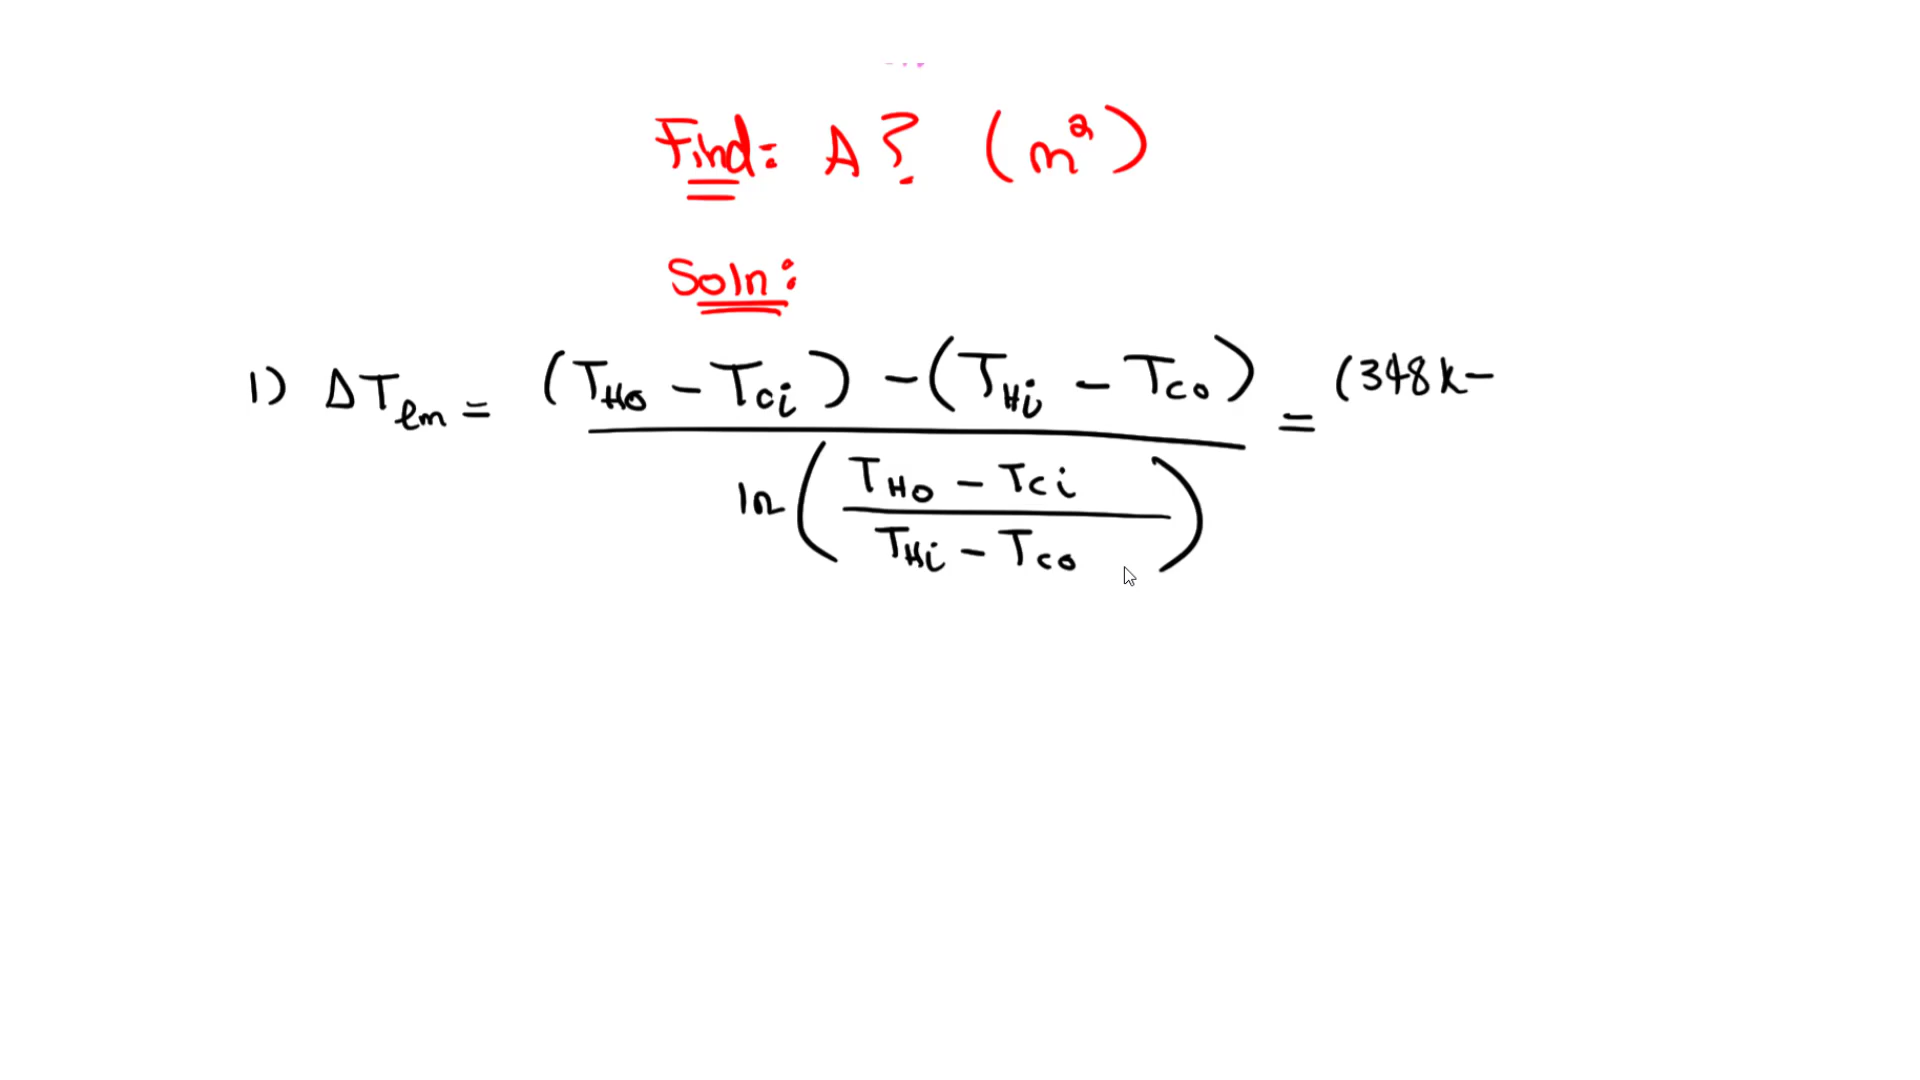 Find: A? (m²)
Soln:
1) ΔTℓm = (THo - Tci) - (THi - Tco) = (348k-
ln (THo - Tci
THi - Tco)